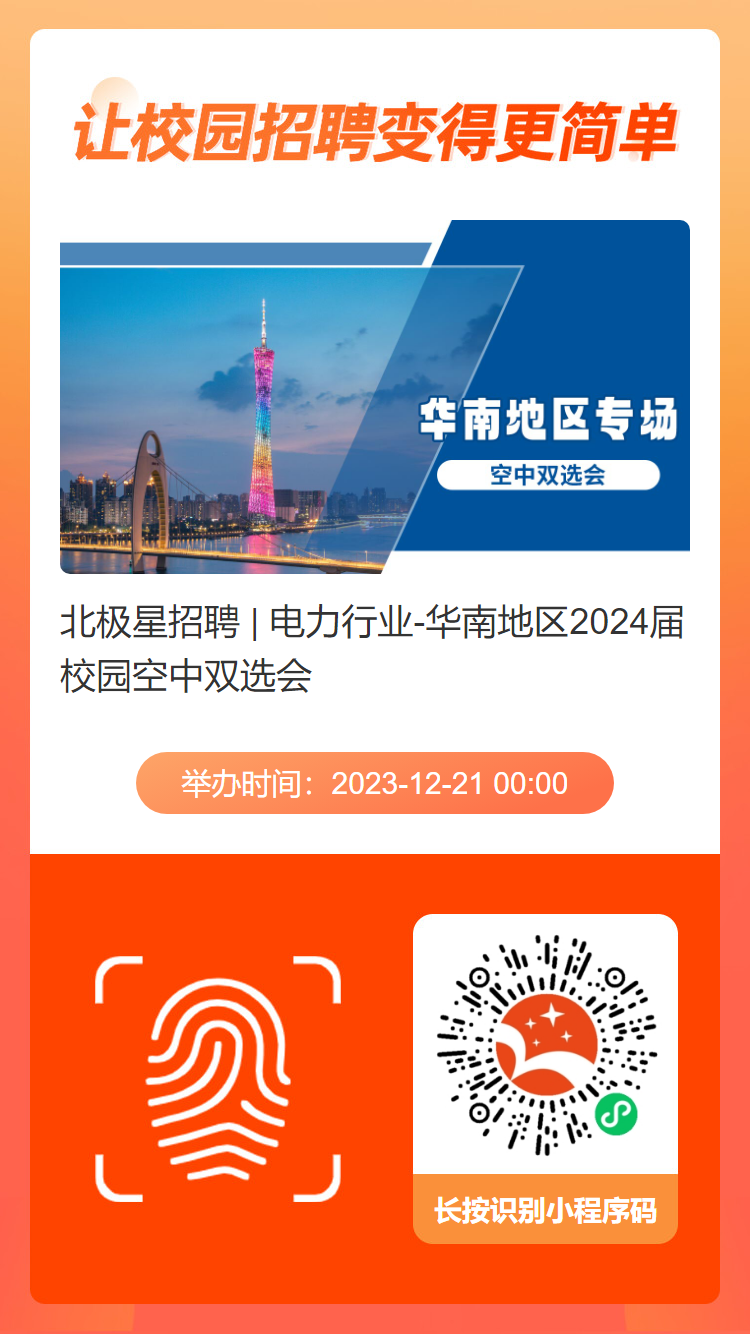 让校园招聘变得更简单
华南地区专场
空中双选会
北极星招聘 | 电力行业-华南地区2024届
校园空中双选会
举办时间：2023-12-21 00:00
长按识别小程序码